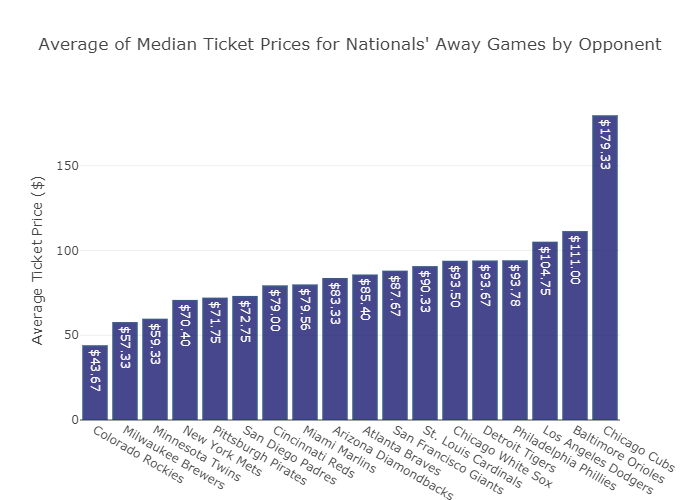 Average of Median Ticket Prices for Nationals' Away Games by Opponent
Average Ticket Price ($)
150
100
50
0
$43.67
$57.33
$59.33
$70.40
$71.75
$72.75
$79.00
$79.56
$83.33
$85.40
$87.67
$90.33
$93.50
$93.67
$93.78
$104.75
$111.00
$179.33
Colorado Rockies
Milwaukee Brewers
Minnesota Twins
New York Mets
Pittsburgh Pirates
San Diego Padres
Cincinnati Reds
Miami Marlins
Arizona Diamondbacks
Atlanta Braves
San Francisco Giants
St. Louis Cardinals
Chicago White Sox
Detroit Tigers
Philadelphia Phillies
Los Angeles Dodgers
Baltimore Orioles
Chicago Cubs